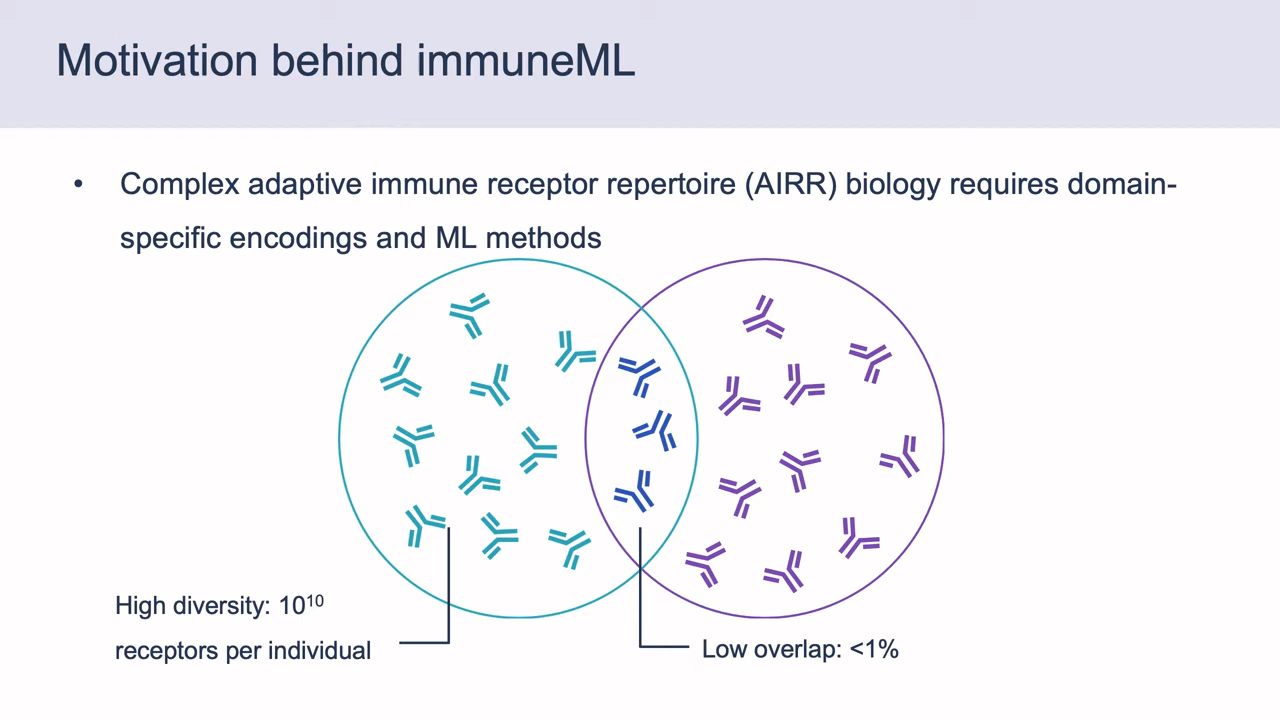 Motivation behind immuneML
• Complex adaptive immune receptor repertoire (AIRR) biology requires domain-
specific encodings and ML methods
High diversity: 10¹⁰
receptors per individual
Low overlap: <1%